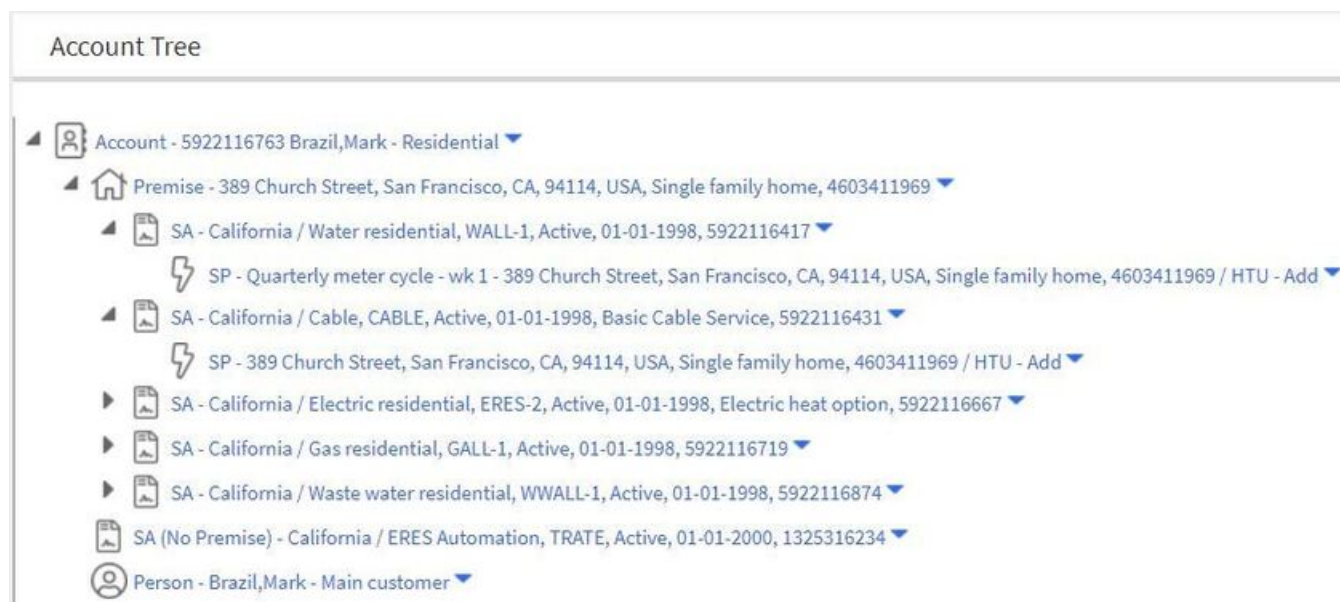 Account Tree
Account - 5922116763 Brazil,Mark - Residential
Premise - 389 Church Street, San Francisco, CA, 94114, USA, Single family home, 4603411969
SA - California / Water residential, WALL-1, Active, 01-01-1998, 5922116417
SP - Quarterly meter cycle - wk 1 - 389 Church Street, San Francisco, CA, 94114, USA, Single family home, 4603411969 / HTU - Add
SA - California / Cable, CABLE, Active, 01-01-1998, Basic Cable Service, 5922116431
SP - 389 Church Street, San Francisco, CA, 94114, USA, Single family home, 4603411969 / HTU - Add
SA - California / Electric residential, ERES-2, Active, 01-01-1998, Electric heat option, 5922116667
SA - California / Gas residential, GALL-1, Active, 01-01-1998, 5922116719
SA - California / Waste water residential, WWALL-1, Active, 01-01-1998, 5922116874
SA (No Premise) - California / ERES Automation, TRATE, Active, 01-01-2000, 1325316234
Person - Brazil,Mark - Main customer